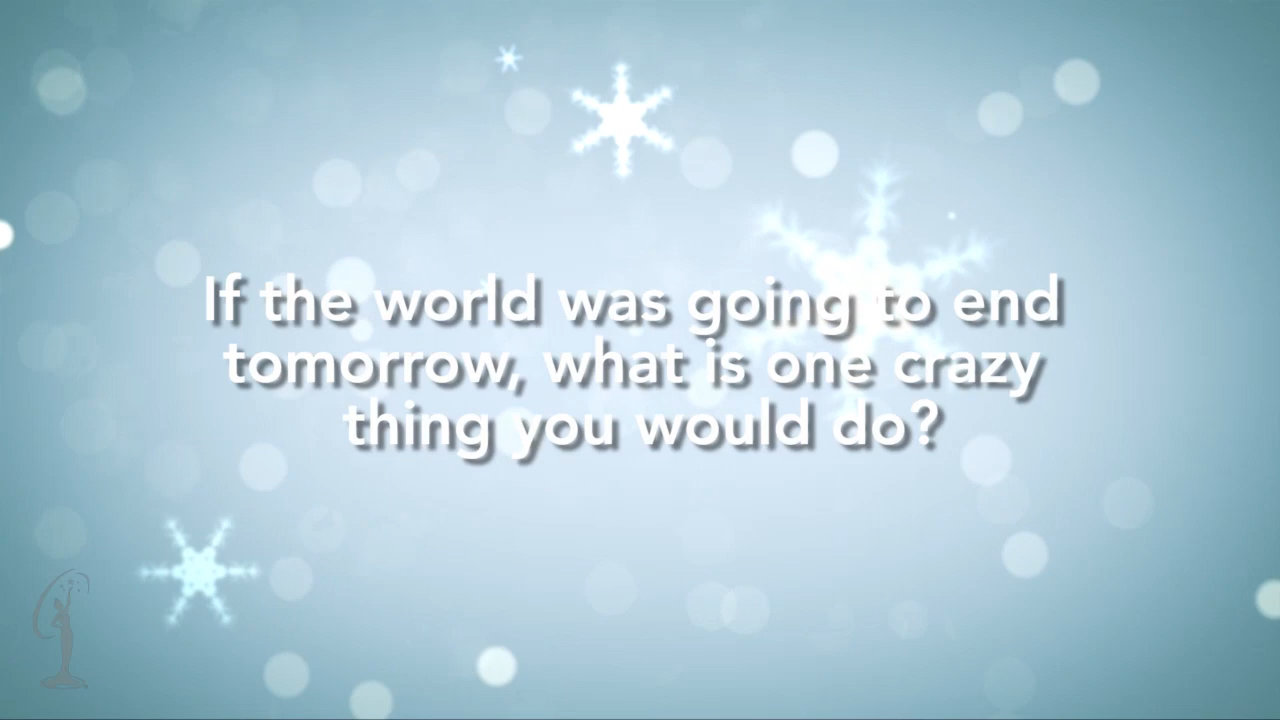 If the world was going to end
tomorrow, what is one crazy
thing you would do?